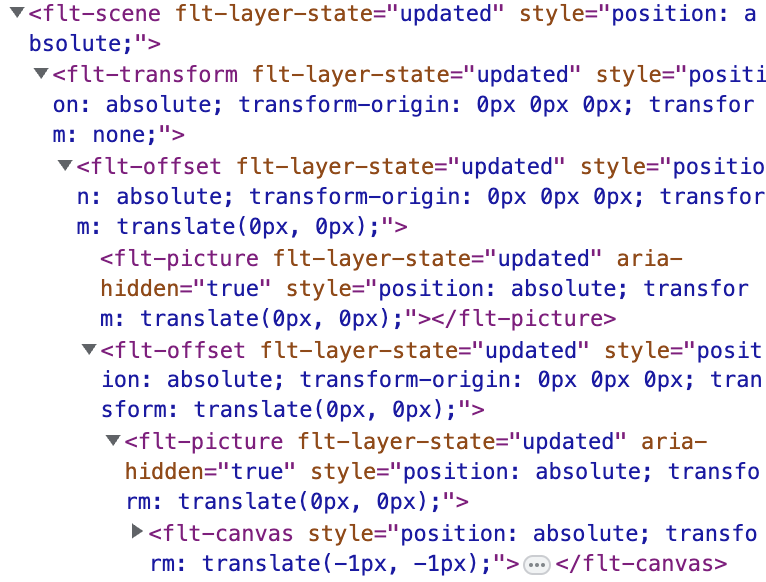 ▼<flt-scene flt-layer-state="updated" style="position: a
bsolute;">
▼<flt-transform flt-layer-state="updated" style="positi
on: absolute; transform-origin: 0px 0px 0px; transfor
m: none;">
▼<flt-offset flt-layer-state="updated" style="positio
n: absolute; transform-origin: 0px 0px 0px; transfor
m: translate(0px, 0px);">
<flt-picture flt-layer-state="updated" aria-
hidden="true" style="position: absolute; transfor
m: translate(0px, 0px);"></flt-picture>
▼<flt-offset flt-layer-state="updated" style="posit
ion: absolute; transform-origin: 0px 0px 0px; tran
sform: translate(0px, 0px);">
▼<flt-picture flt-layer-state="updated" aria-
hidden="true" style="position: absolute; transfo
rm: translate(0px, 0px);">
▶<flt-canvas style="position: absolute; transfo
rm: translate(-1px, -1px);">…</flt-canvas>